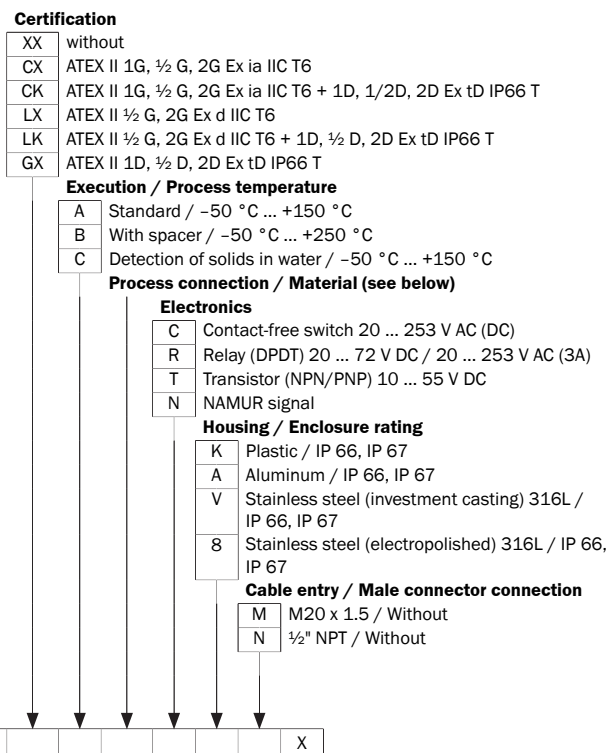 Certification
XX without
CX ATEX II 1G, ½ G, 2G Ex ia IIC T6
CK ATEX II 1G, ½ G, 2G Ex ia IIC T6 + 1D, 1/2D, 2D Ex tD IP66 T
LX ATEX II ½ G, 2G Ex d IIC T6
LK ATEX II ½ G, 2G Ex d IIC T6 + 1D, ½ D, 2D Ex tD IP66 T
GX ATEX II 1D, ½ D, 2D Ex tD IP66 T
Execution / Process temperature
A Standard / –50 °C ... +150 °C
B With spacer / –50 °C ... +250 °C
C Detection of solids in water / –50 °C ... +150 °C
Process connection / Material (see below)
Electronics
C Contact-free switch 20 ... 253 V AC (DC)
R Relay (DPDT) 20 ... 72 V DC / 20 ... 253 V AC (3A)
T Transistor (NPN/PNP) 10 ... 55 V DC
N NAMUR signal
Housing / Enclosure rating
K Plastic / IP 66, IP 67
A Aluminum / IP 66, IP 67
V Stainless steel (investment casting) 316L /
IP 66, IP 67
8 Stainless steel (electropolished) 316L / IP 66,
IP 67
Cable entry / Male connector connection
M M20 x 1.5 / Without
N ½" NPT / Without
X